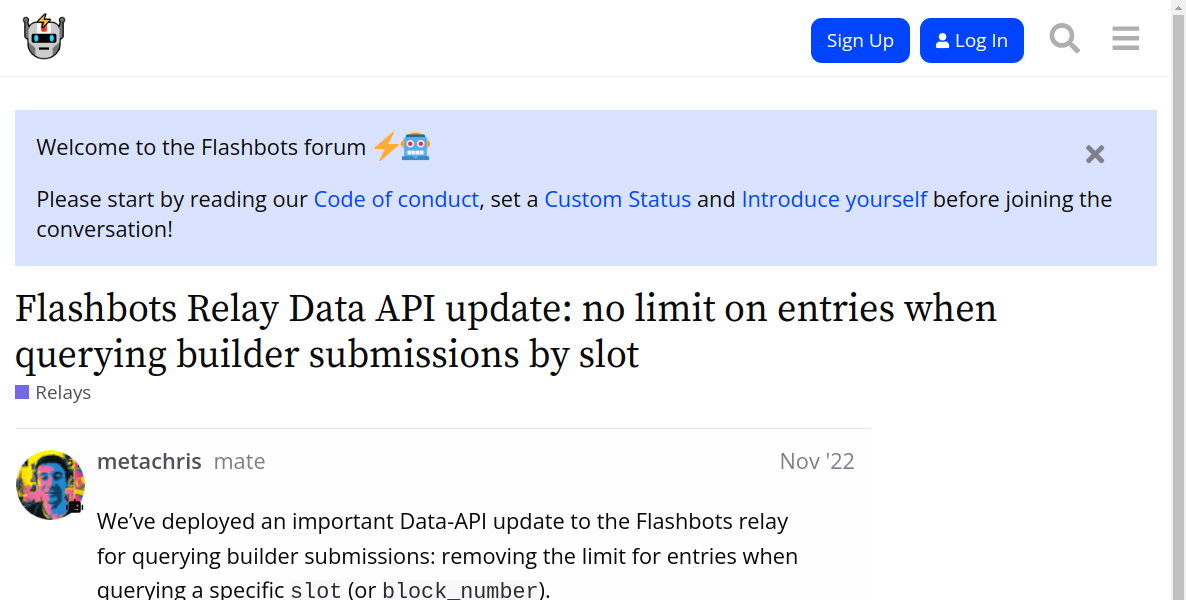 Sign Up
Log In
Welcome to the Flashbots forum
Please start by reading our Code of conduct, set a Custom Status and Introduce yourself before joining the
conversation!
Flashbots Relay Data API update: no limit on entries when
querying builder submissions by slot
Relays
metachris mate
Nov '22
We’ve deployed an important Data-API update to the Flashbots relay
for querying builder submissions: removing the limit for entries when
querying a specific slot (or block_number).